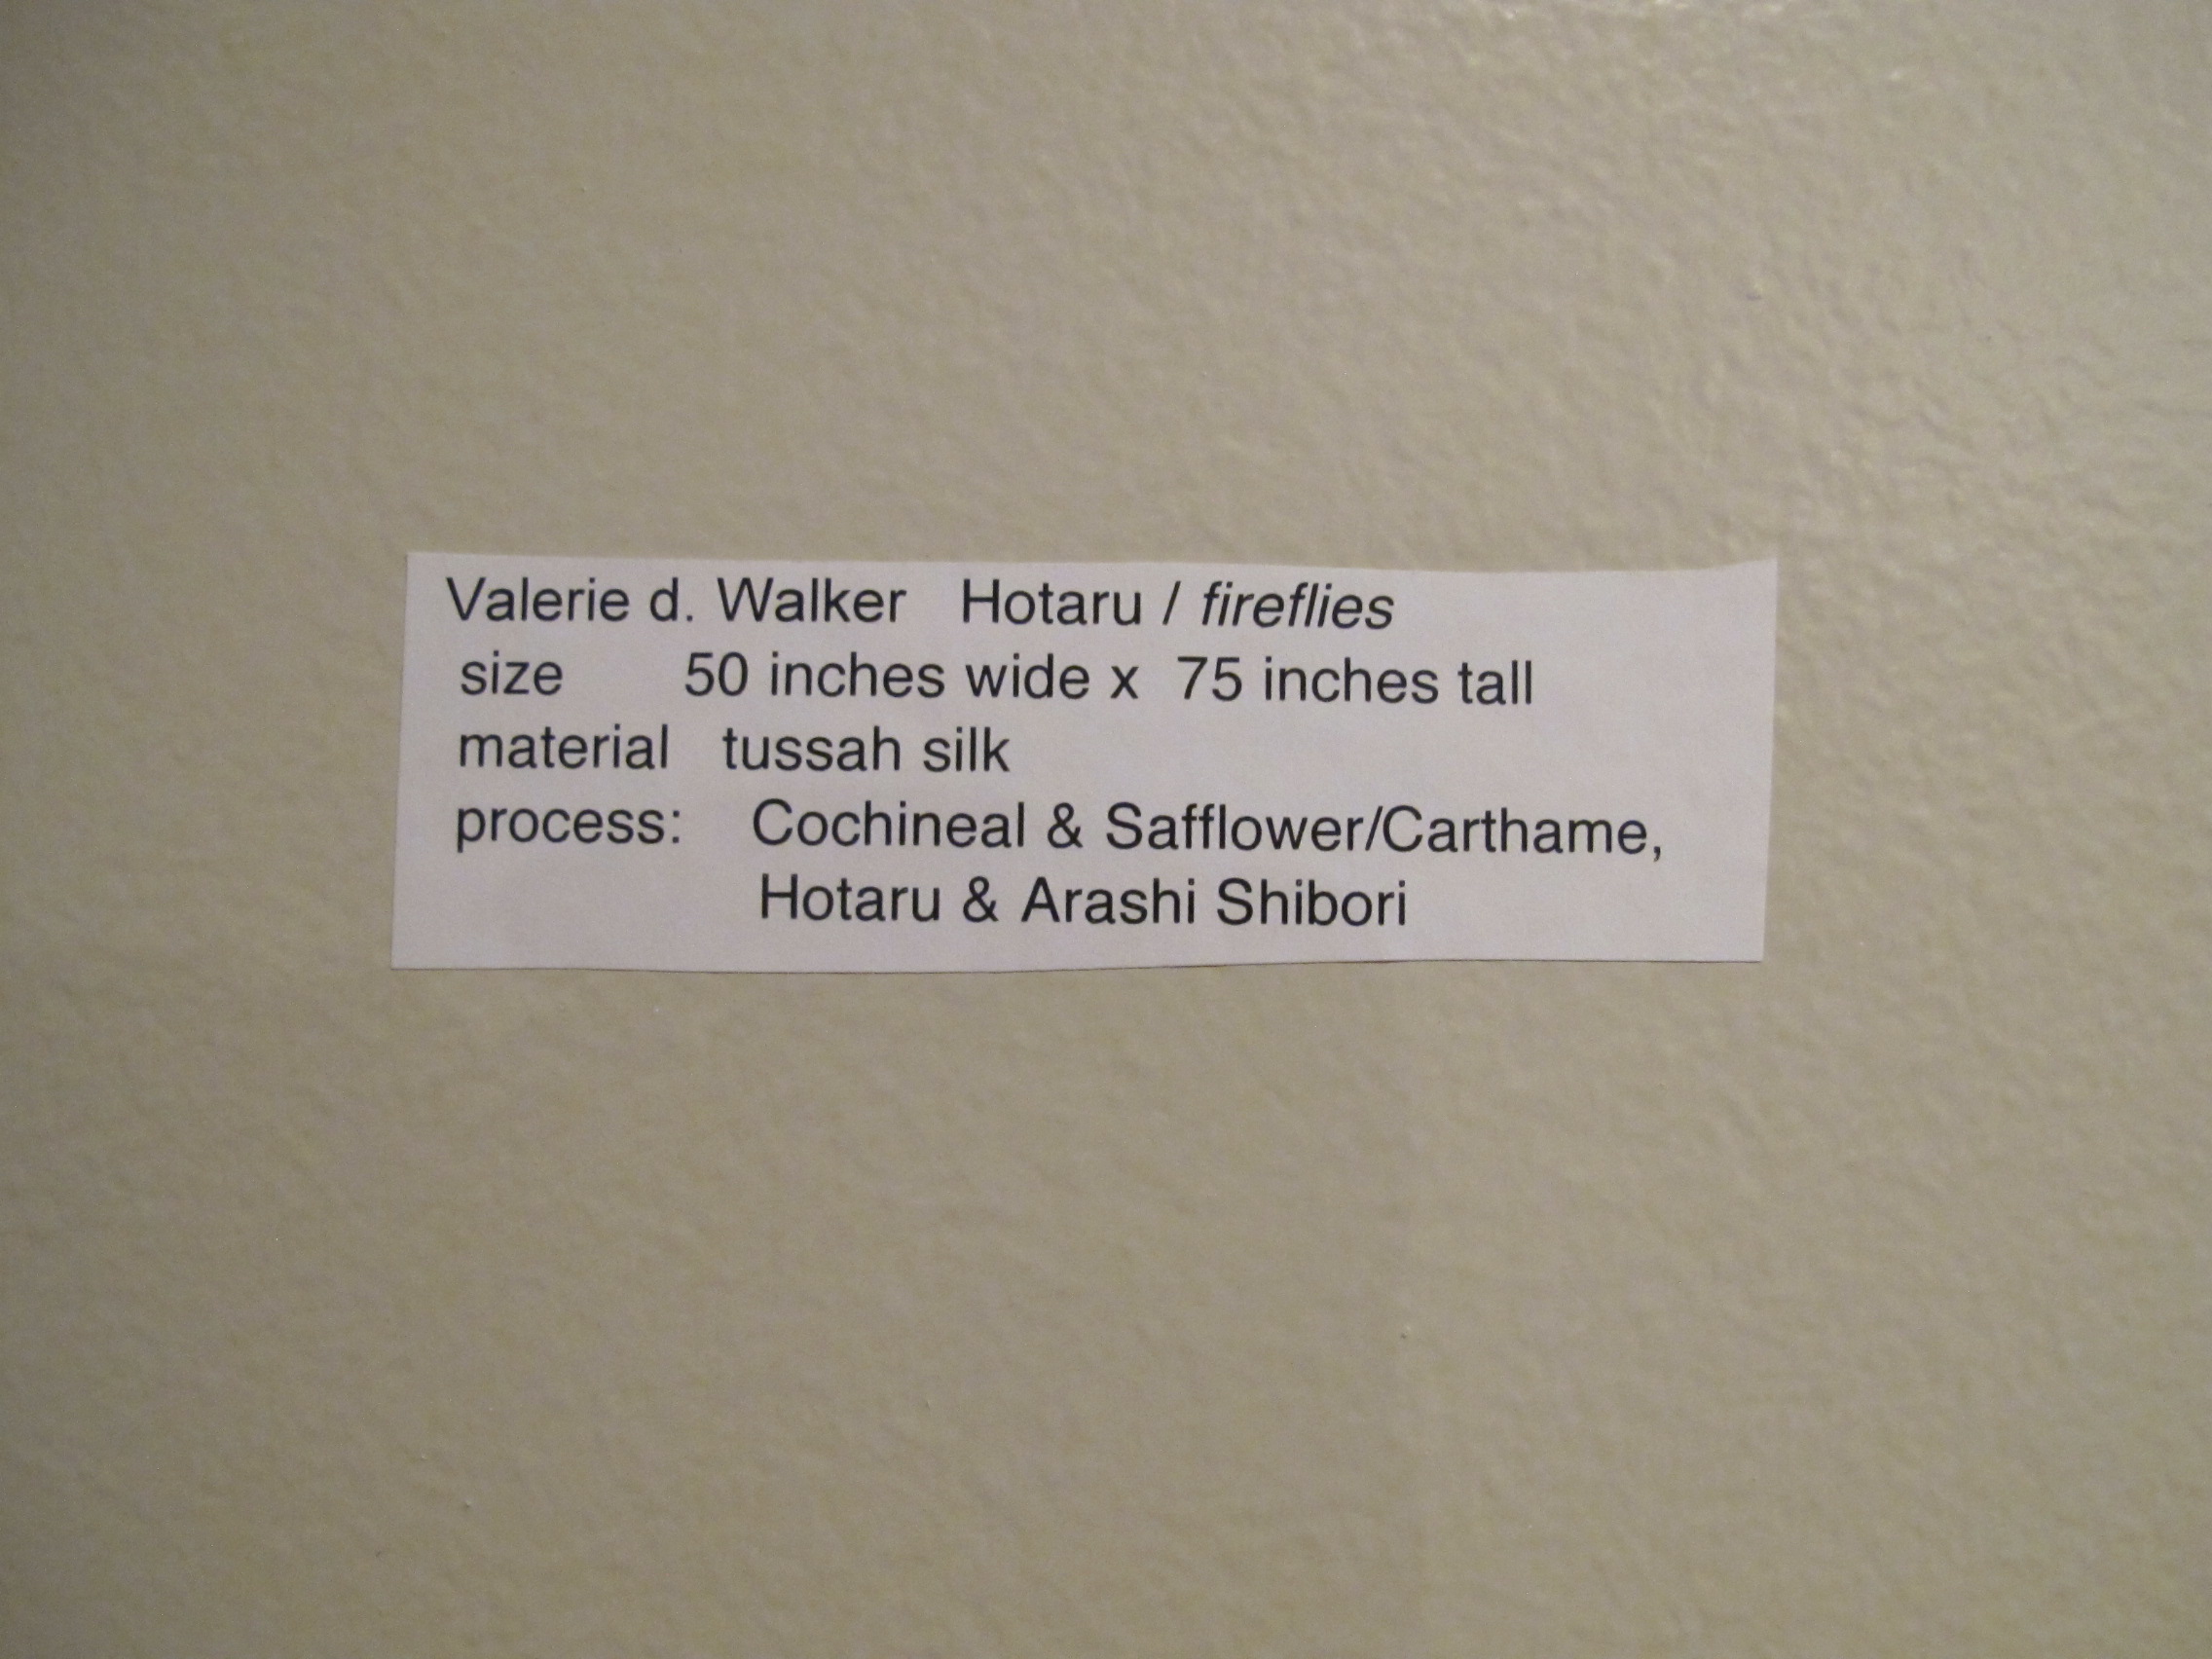 Valerie d. Walker Hotaru / fireflies
size 50 inches wide x 75 inches tall
material tussah silk
process: Cochineal & Safflower/Carthame,
Hotaru & Arashi Shibori